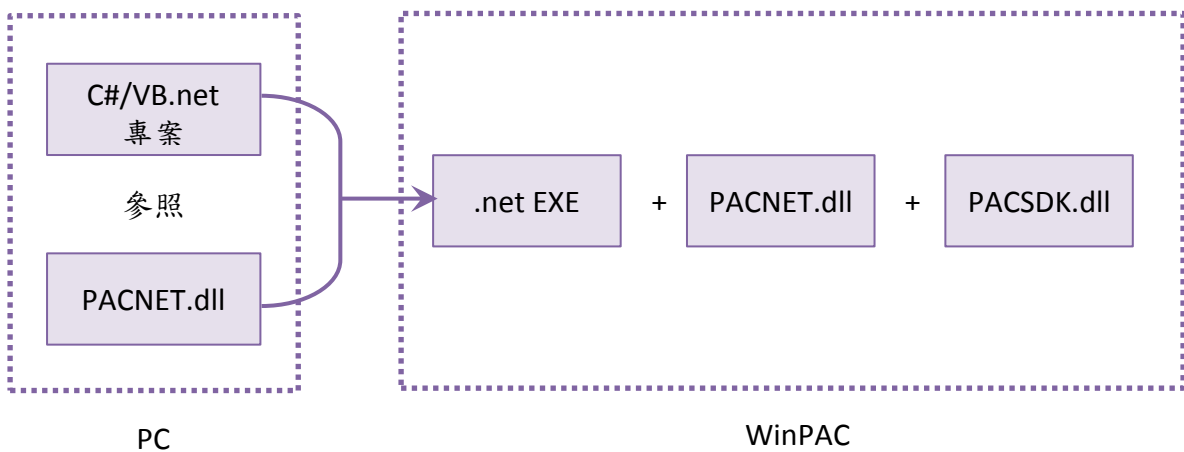 C#/VB.net
專案
參照
PACNET.dll
PC
.net EXE + PACNET.dll + PACSDK.dll
WinPAC